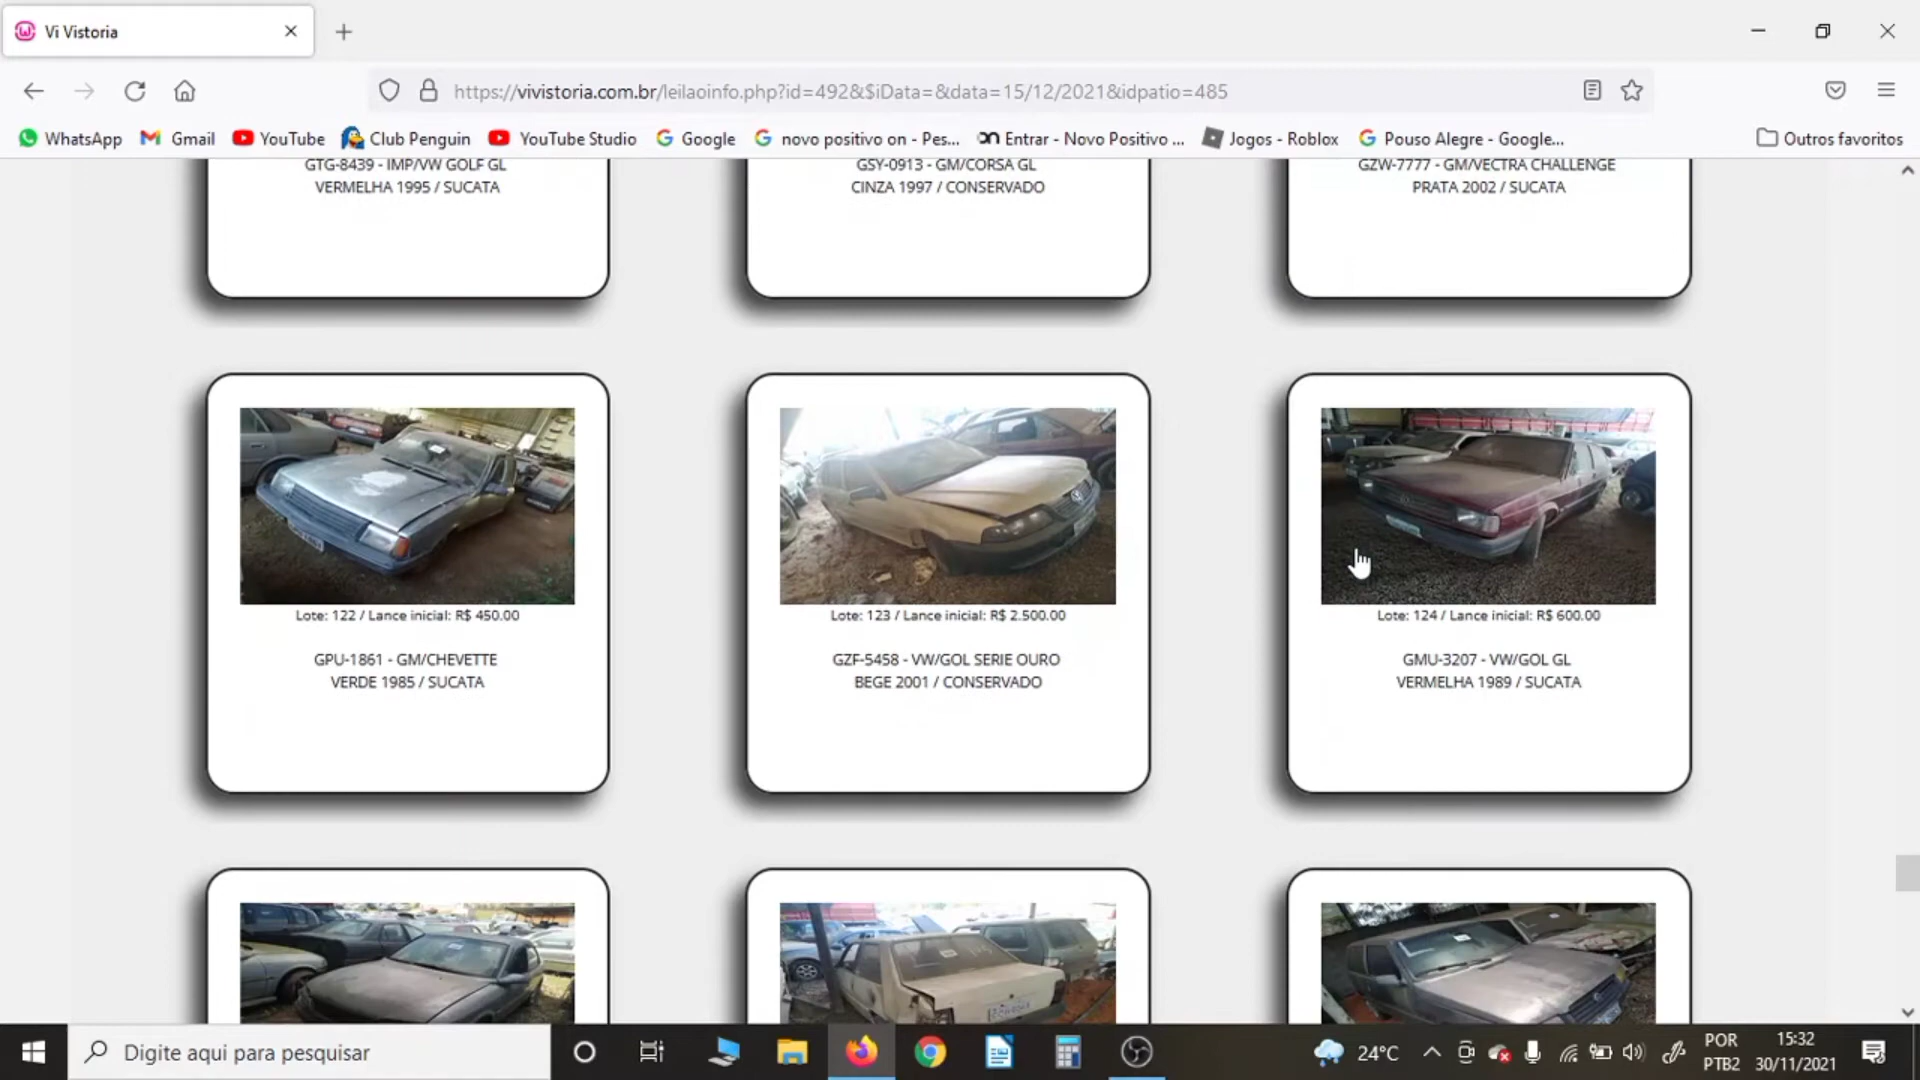 Vi Vistoria
https://vivistoria.com.br/leilaoinfo.php?id=492&$iData=&data=15/12/2021&idpatio=485
WhatsApp
Gmail
YouTube
Club Penguin
YouTube Studio
Google
novo positivo on - Pes...
Entrar - Novo Positivo ...
Jogos - Roblox
Pouso Alegre - Google...
Outros favoritos
GTG-8439 - IMP/VW GOLF GL
VERMELHA 1995 / SUCATA
GSY-0913 - GM/CORSA GL
CINZA 1997 / CONSERVADO
GZW-7777 - GM/VECTRA CHALLENGE
PRATA 2002 / SUCATA
Lote: 122 / Lance inicial: R$ 450.00
GPU-1861 - GM/CHEVETTE
VERDE 1985 / SUCATA
Lote: 123 / Lance inicial: R$ 2.500.00
GZF-5458 - VW/GOL SERIE OURO
BEGE 2001 / CONSERVADO
Lote: 124 / Lance inicial: R$ 600.00
GMU-3207 - VW/GOL GL
VERMELHA 1989 / SUCATA
Digite aqui para pesquisar
24°C
POR
PTB2
15:32
30/11/2021